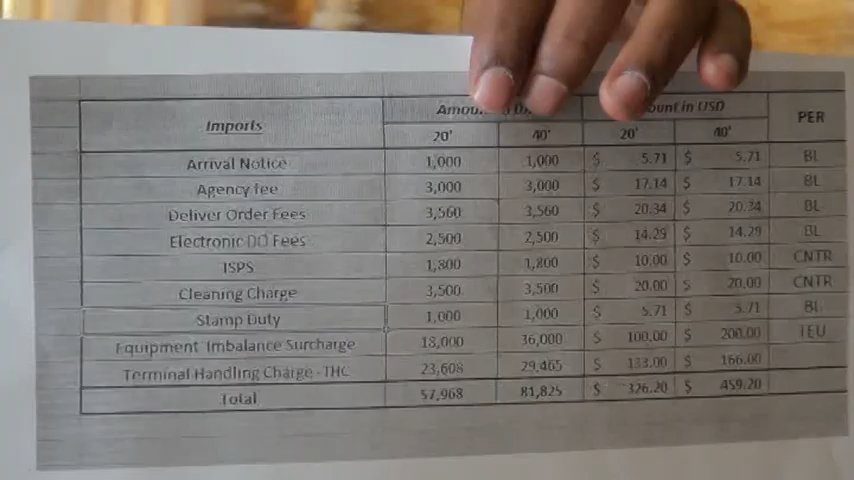 Imports 20' 40' 20' 40' PER
Arrival Notice 1,000 1,000 $ 5.71 $ 5.71 BL
Agency fee 3,000 3,000 $ 17.14 $ 17.14 BL
Deliver Order Fees 3,560 3,560 $ 20.34 $ 20.34 BL
Electronic DO Fees 2,500 2,500 $ 14.29 $ 14.29 BL
ISPS 1,800 1,800 $ 10.00 $ 10.00 CNTR
Cleaning Charge 3,500 3,500 $ 20.00 $ 20.00 CNTR
Stamp Duty 1,000 1,000 $ 5.71 $ 5.71 BL
Equipment Imbalance Surcharge 18,000 36,000 $ 100.00 $ 200.00 TEU
Terminal Handling Charge -THC 23,608 29,465 $ 133.00 $ 166.00
Total 57,968 81,825 $ 326.20 $ 459.20